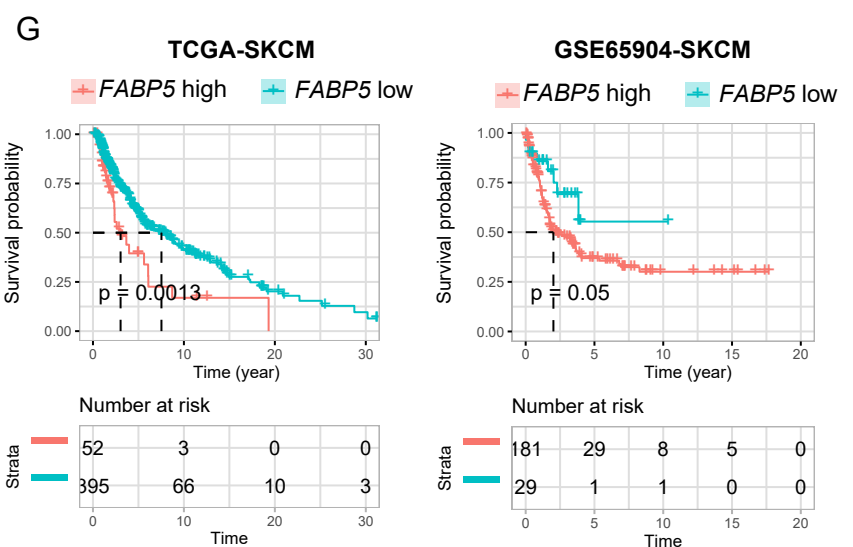 G
TCGA-SKCM
FABP5 high FABP5 low
Survival probability
1.00
0.75
0.50
0.25
0.00
p = 0.0013
0 10 20 30
Time (year)
Number at risk
Strata
52 3 0 0
395 66 10 3
0 10 20 30
Time
GSE65904-SKCM
FABP5 high FABP5 low
Survival probability
1.00
0.75
0.50
0.25
0.00
p = 0.05
0 5 10 15 20
Time (year)
Number at risk
Strata
181 29 8 5 0
29 1 1 0 0
0 5 10 15 20
Time